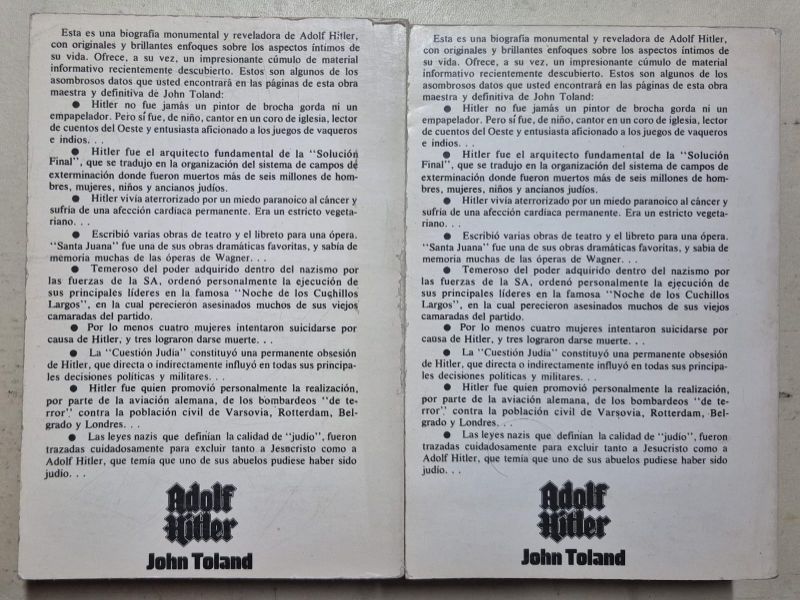 Esta es una biografía monumental y reveladora de Adolf Hitler,
con originales y brillantes enfoques sobre los aspectos íntimos de
su vida. Ofrece, a su vez, un impresionante cúmulo de material
informativo recientemente descubierto. Estos son algunos de los
asombrosos datos que usted encontrará en las páginas de esta obra
maestra y definitiva de John Toland:
● Hitler no fue jamás un pintor de brocha gorda ni un
empapelador. Pero sí fue, de niño, cantor en un coro de iglesia, lector
de cuentos del Oeste y entusiasta aficionado a los juegos de vaqueros
e indios. . .
● Hitler fue el arquitecto fundamental de la "Solución
Final", que se tradujo en la organización del sistema de campos de
exterminación donde fueron muertos más de seis millones de hom-
bres, mujeres, niños y ancianos judíos.
● Hitler vivía aterrorizado por un miedo paranoico al cáncer y
sufría de una afección cardíaca permanente. Era un estricto vegeta-
riano. . .
● Escribió varias obras de teatro y el libreto para una ópera.
"Santa Juana" fue una de sus obras dramáticas favoritas, y sabía de
memoria muchas de las óperas de Wagner. . .
● Temeroso del poder adquirido dentro del nazismo por
las fuerzas de la SA, ordenó personalmente la ejecución de
sus principales líderes en la famosa "Noche de los Cuchillos
Largos", en la cual perecieron asesinados muchos de sus viejos
camaradas del partido.
● Por lo menos cuatro mujeres intentaron suicidarse por
causa de Hitler, y tres lograron darse muerte. . .
● La "Cuestión Judía" constituyó una permanente obsesión
de Hitler, que directa o indirectamente influyó en todas sus principa-
les decisiones políticas y militares. . .
● Hitler fue quien promovió personalmente la realización,
por parte de la aviación alemana, de los bombardeos "de te-
rror" contra la población civil de Varsovia, Rotterdam, Bel-
grado y Londres. . .
● Las leyes nazis que definían la calidad de "judío", fueron
trazadas cuidadosamente para excluir tanto a Jesucristo como a
Adolf Hitler, que temía que uno de sus abuelos pudiese haber sido
judío. . .
Adolf
Hitler
John Toland
Esta es una biografía monumental y reveladora de Adolf Hitler,
con originales y brillantes enfoques sobre los aspectos íntimos de
su vida. Ofrece, a su vez, un impresionante cúmulo de material
informativo recientemente descubierto. Estos son algunos de los
asombrosos datos que usted encontrará en las páginas de esta obra
maestra y definitiva de John Toland:
● Hitler no fue jamás un pintor de brocha gorda ni un
empapelador. Pero sí fue, de niño, cantor en un coro de iglesia, lector
de cuentos del Oeste y entusiasta aficionado a los juegos de vaqueros
e indios. . .
● Hitler fue el arquitecto fundamental de la "Solución
Final", que se tradujo en la organización del sistema de campos de
exterminación donde fueron muertos más de seis millones de hom-
bres, mujeres, niños y ancianos judíos.
● Hitler vivía aterrorizado por un miedo paranoico al cáncer y
sufría de una afección cardíaca permanente. Era un estricto vegeta-
riano. . .
● Escribió varias obras de teatro y el libreto para una ópera.
"Santa Juana" fue una de sus obras dramáticas favoritas, y sabía de
memoria muchas de las óperas de Wagner. . .
● Temeroso del poder adquirido dentro del nazismo por
las fuerzas de la SA, ordenó personalmente la ejecución de
sus principales líderes en la famosa "Noche de los Cuchillos
Largos", en la cual perecieron asesinados muchos de sus viejos
camaradas del partido.
● Por lo menos cuatro mujeres intentaron suicidarse por
causa de Hitler, y tres lograron darse muerte. . .
● La "Cuestión Judía" constituyó una permanente obsesión
de Hitler, que directa o indirectamente influyó en todas sus principa-
les decisiones políticas y militares. . .
● Hitler fue quien promovió personalmente la realización,
por parte de la aviación alemana, de los bombardeos "de te-
rror" contra la población civil de Varsovia, Rotterdam, Bel-
grado y Londres. . .
● Las leyes nazis que definían la calidad de "judío", fueron
trazadas cuidadosamente para excluir tanto a Jesucristo como a
Adolf Hitler, que temía que uno de sus abuelos pudiese haber sido
judío. . .
Adolf
Hitler
John Toland